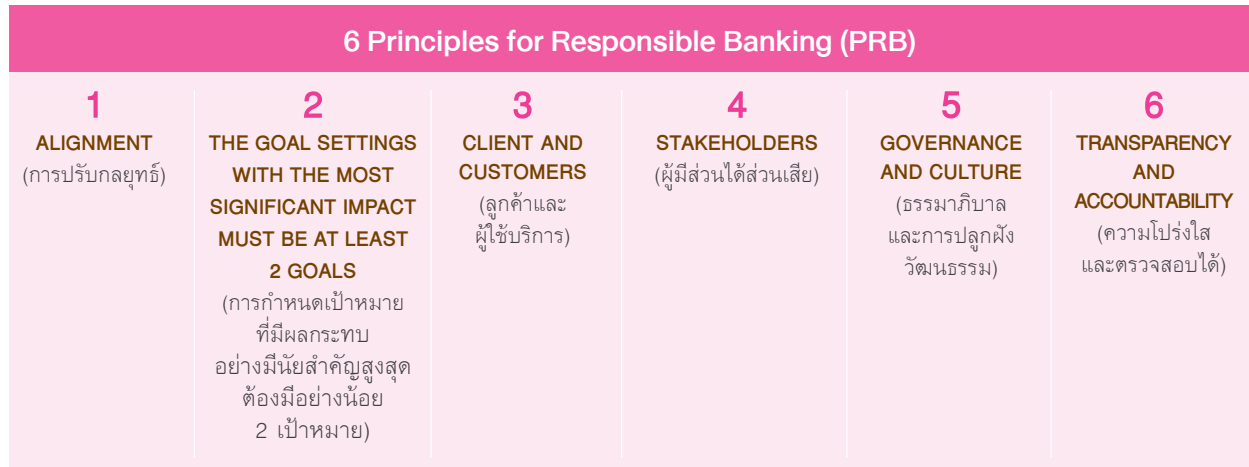 6 Principles for Responsible Banking (PRB)
1
ALIGNMENT
(การปรับกลยุทธ์)
2
THE GOAL SETTINGS
WITH THE MOST
SIGNIFICANT IMPACT
MUST BE AT LEAST
2 GOALS
(การกำหนดเป้าหมาย
ที่มีผลกระทบ
อย่างมีนัยสำคัญสูงสุด
ต้องมีอย่างน้อย
2 เป้าหมาย)
3
CLIENT AND
CUSTOMERS
(ลูกค้าและ
ผู้ใช้บริการ)
4
STAKEHOLDERS
(ผู้มีส่วนได้ส่วนเสีย)
5
GOVERNANCE
AND CULTURE
(ธรรมาภิบาล
และการปลูกฝัง
วัฒนธรรม)
6
TRANSPARENCY
AND
ACCOUNTABILITY
(ความโปร่งใส
และตรวจสอบได้)